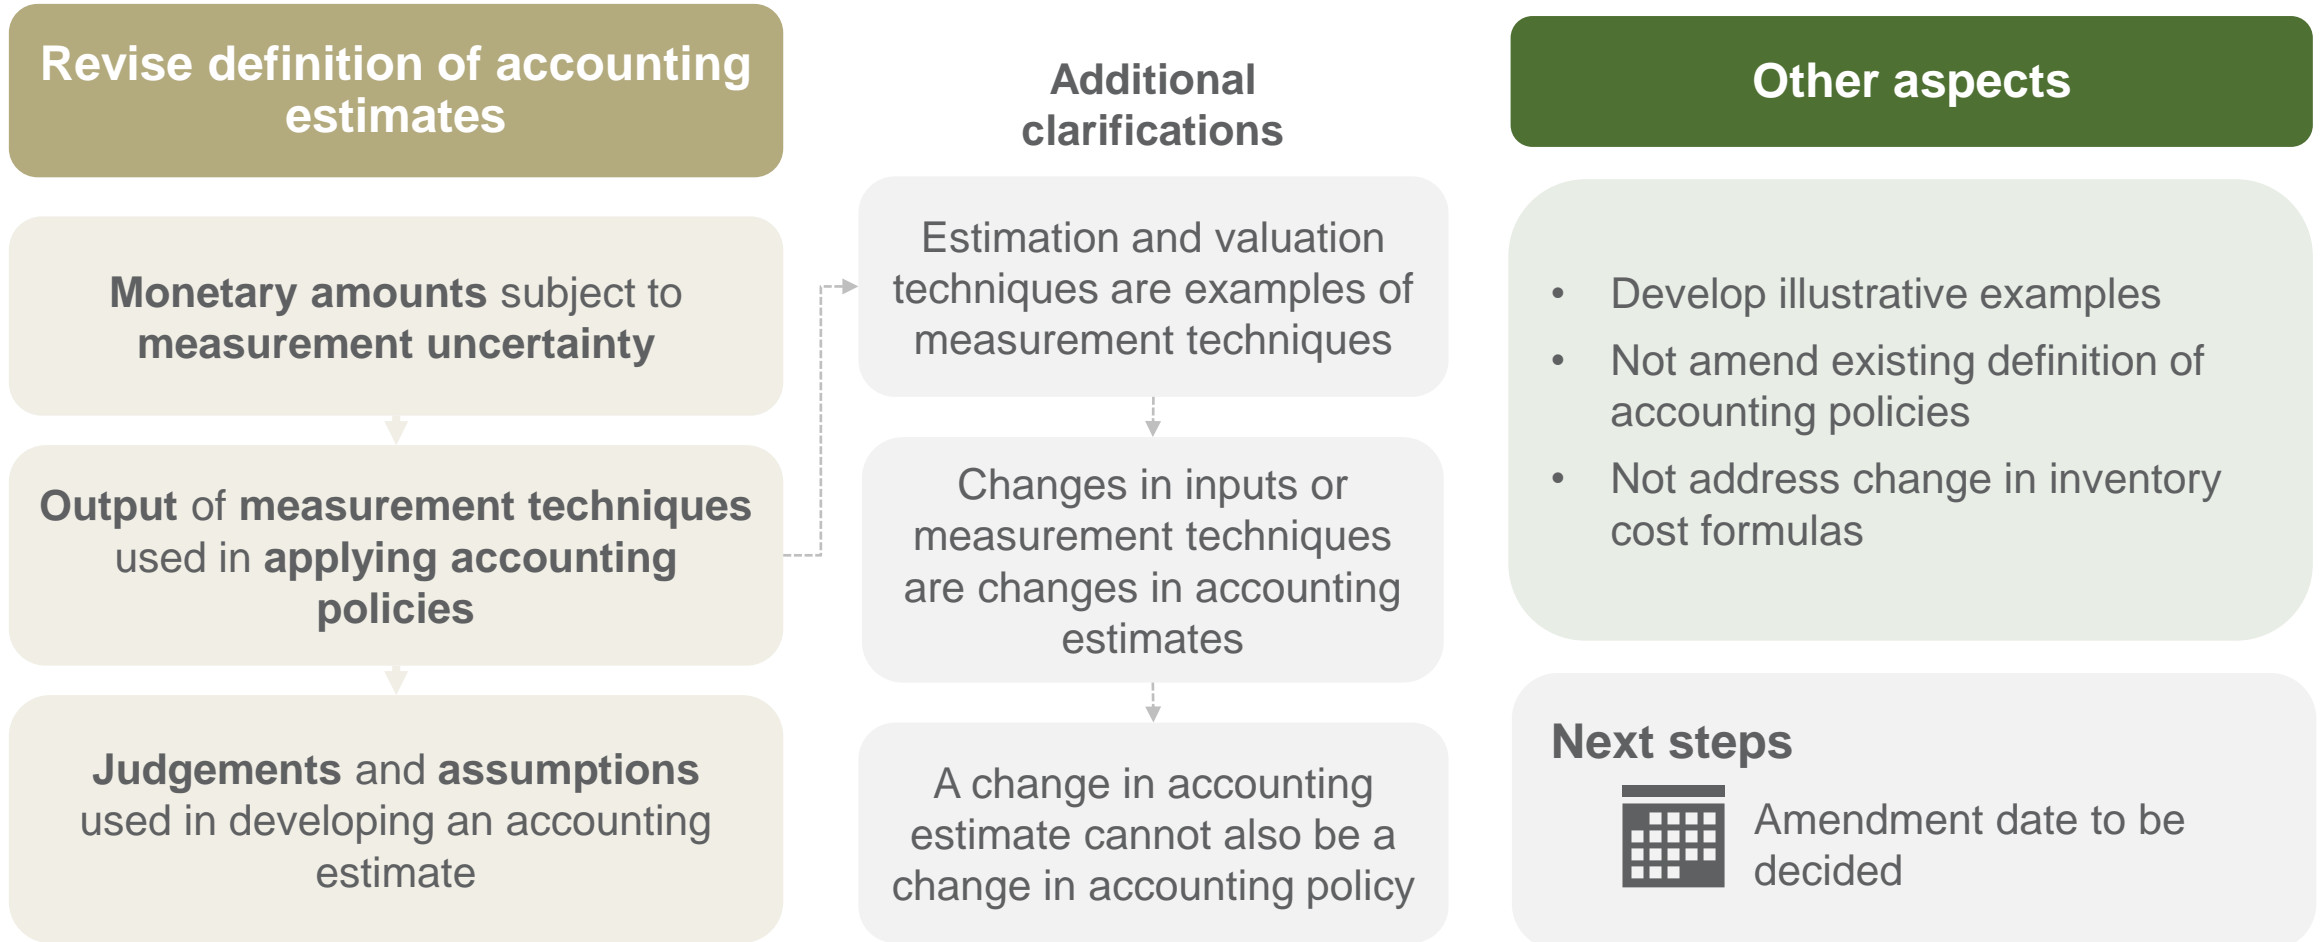 Revise definition of accounting
estimates
Monetary amounts subject to
measurement uncertainty
Output of measurement techniques
used in applying accounting
policies
Judgements and assumptions
used in developing an accounting
estimate
Additional
clarifications
Estimation and valuation
techniques are examples of
measurement techniques
Changes in inputs or
measurement techniques
are changes in accounting
estimates
A change in accounting
estimate cannot also be a
change in accounting policy
Other aspects
• Develop illustrative examples
• Not amend existing definition of
accounting policies
• Not address change in inventory
cost formulas
Next steps
Amendment date to be
decided